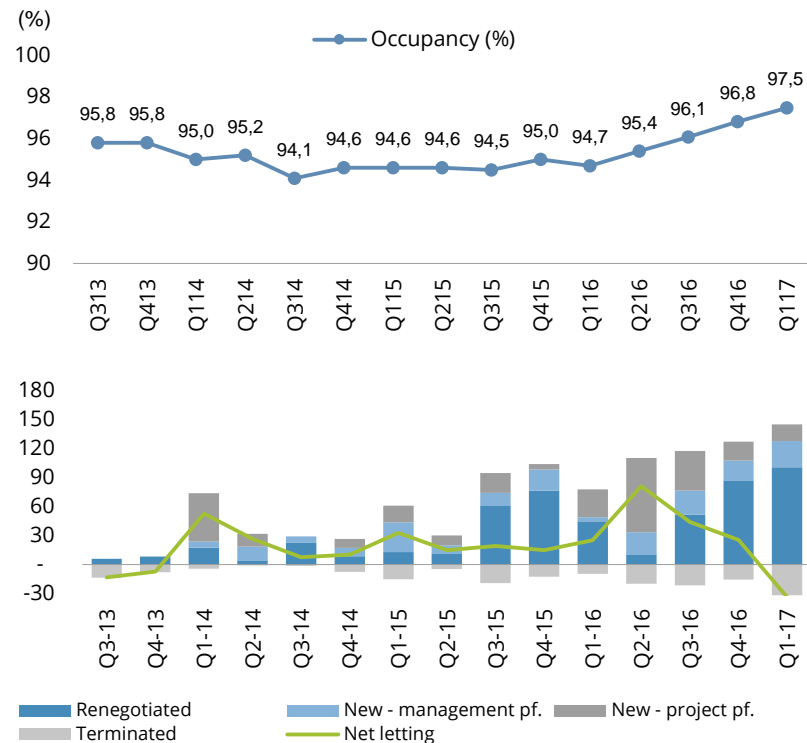 (%)
Occupancy (%)
100
98
96
94
92
90
95,8
95,8
95,0
95,2
94,1
94,6
94,6
94,6
94,5
95,0
94,7
95,4
96,1
96,8
97,5
Q313
Q413
Q114
Q214
Q314
Q414
Q115
Q215
Q315
Q415
Q116
Q216
Q316
Q416
Q117
180
150
120
90
60
30
-
-30
Q3-13
Q4-13
Q1-14
Q2-14
Q3-14
Q4-14
Q1-15
Q2-15
Q3-15
Q4-15
Q1-16
Q2-16
Q3-16
Q4-16
Q1-17
Renegotiated
New - management pf.
New - project pf.
Terminated
Net letting